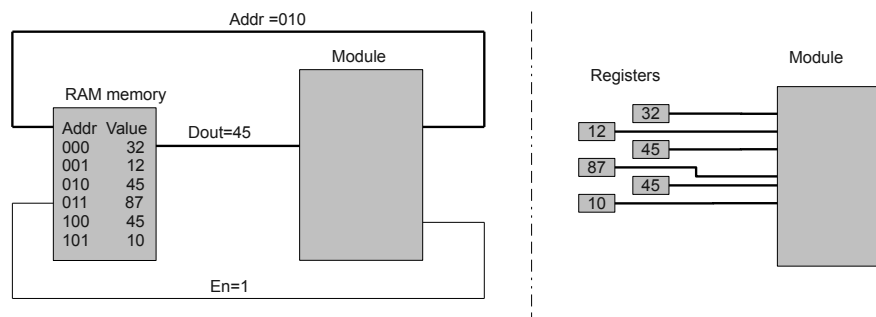 Addr =010
Module
RAM memory
Addr Value
000 32
001 12
010 45
011 87
100 45
101 10
Dout=45
En=1
Registers
Module
32
12
45
87
45
10